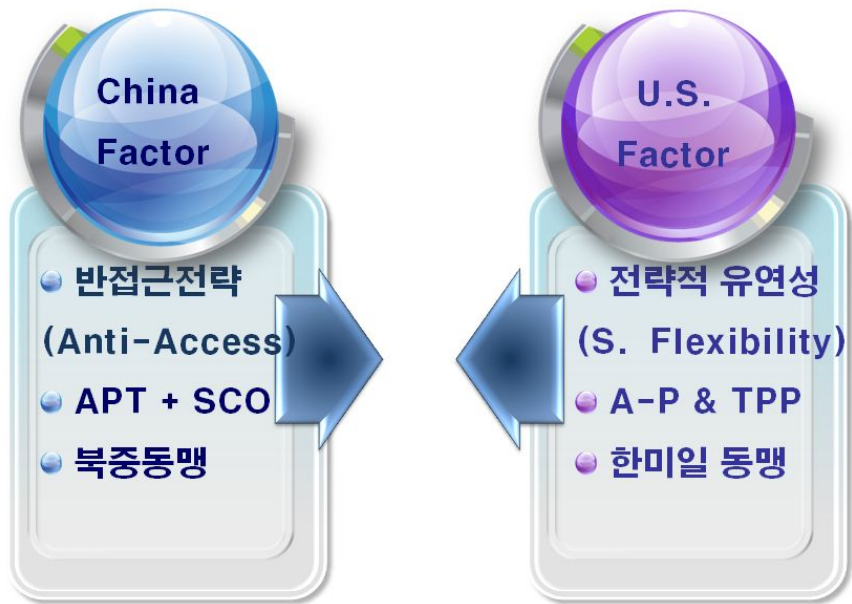 China
Factor
반접근전략
(Anti-Access)
APT + SCO
북중동맹
U.S.
Factor
전략적 유연성
(S. Flexibility)
A-P & TPP
한미일 동맹